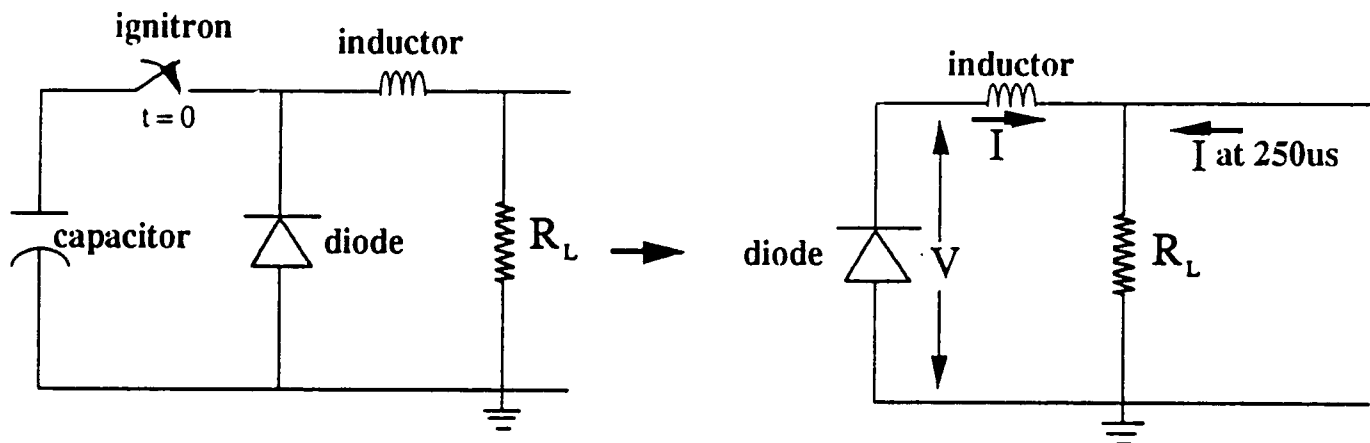 ignitron
inductor
t = 0
capacitor
diode
R_L
inductor
I
I at 250us
diode
V
R_L